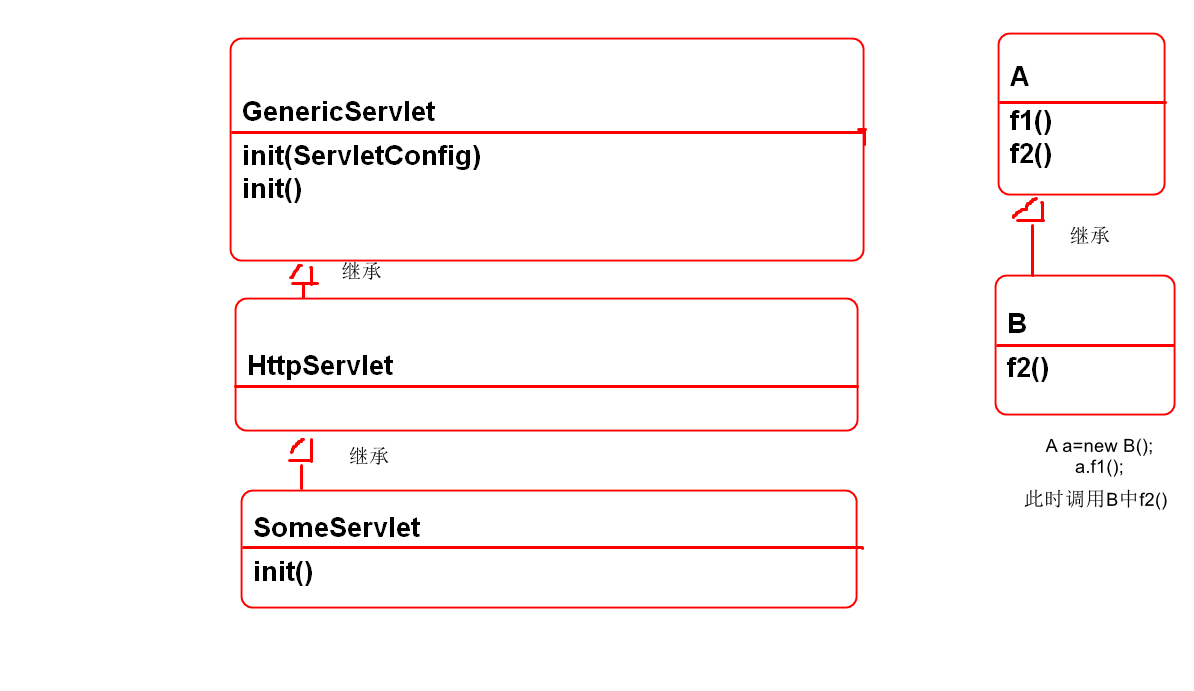 GenericServlet
init(ServletConfig)
init()
继承
HttpServlet
继承
SomeServlet
init()
A
f1()
f2()
继承
B
f2()
A a=new B();
a.f1();
此时调用B中f2()